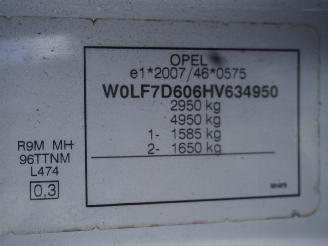 OPEL
e1*2007/46*0575
W0LF7D606HV634950
2950 kg
4950 kg
1- 1585 kg
2- 1650 kg
R9M MH
96TTNM
L474
0,3